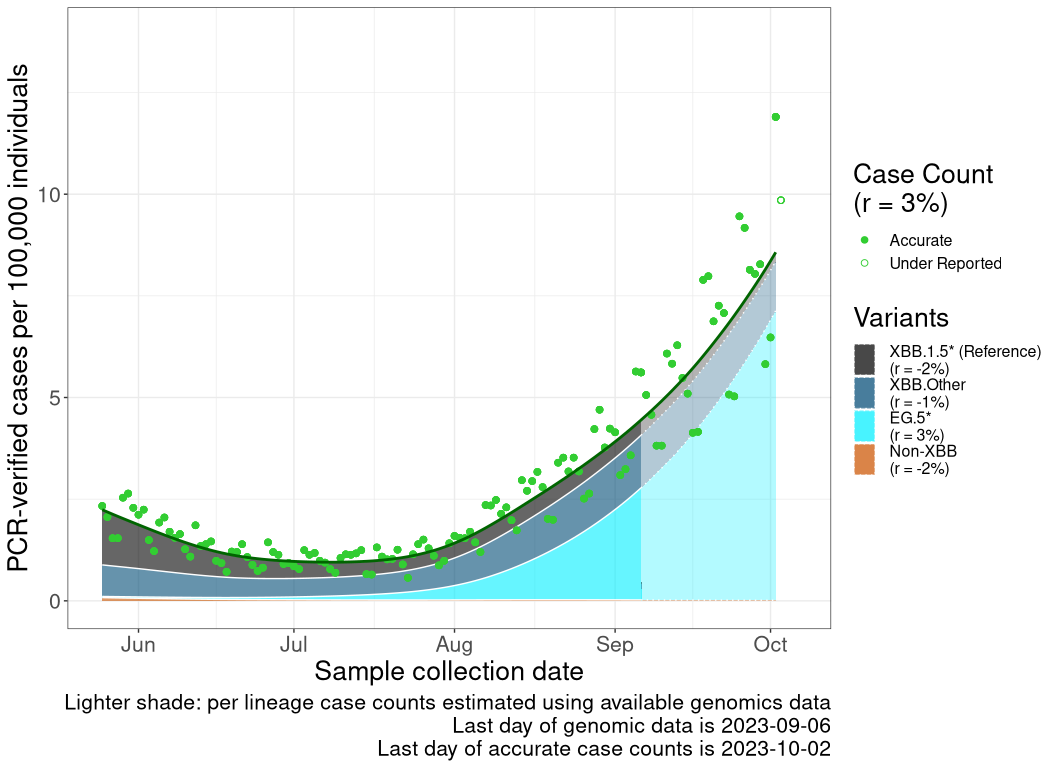 PCR-verified cases per 100,000 individuals
10
5
0
Jun Jul Aug Sep Oct
Sample collection date
Lighter shade: per lineage case counts estimated using available genomics data
Last day of genomic data is 2023-09-06
Last day of accurate case counts is 2023-10-02
Case Count
(r = 3%)
Accurate
Under Reported
Variants
XBB.1.5* (Reference)
(r = -2%)
XBB.Other
(r = -1%)
EG.5*
(r = 3%)
Non-XBB
(r = -2%)